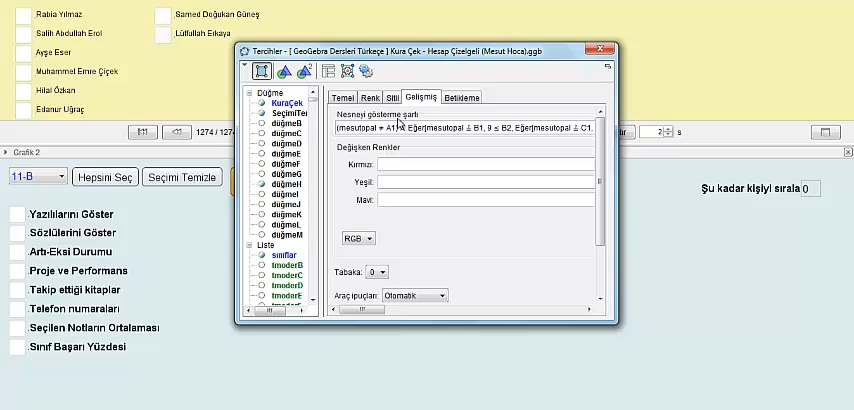 Rabia Yılmaz
Samed Doğukan Güneş
Salih Abdullah Erol
Lütfullah Erkaya
Ayşe Eser
Muhammel Emre Çiçek
Hilal Özkan
Edanur Uğraç
1274 / 1274
2 s
Grafik 2
11-B
Hepsini Seç
Seçimi Temizle
Şu kadar kişiyi sırala 0
Yazılılarını Göster
Sözlülerini Göster
Artı-Eksi Durumu
Proje ve Performans
Takip ettiği kitaplar
Telefon numaraları
Seçilen Notların Ortalaması
Sınıf Başarı Yüzdesi
Tercihler - [ GeoGebra Dersleri Türkçe ] Kura Çek - Hesap Çizelgeli (Mesut Hoca).ggb
Düğme
KuraÇek
SeçimiTer
düğmeB
düğmeC
düğmeD
düğmeE
düğmeF
düğmeG
düğmeH
düğmeI
düğmeJ
düğmeK
düğmeL
düğmeM
Liste
sınıflar
tmoderB
tmoderC
tmoderD
tmoderE
Temel
Renk
Sitil
Gelişmiş
Betikleme
Nesneyi gösterme şartı
Eğer[mesutopal ≟ B1, 9 ≤ B2, Eğer[mesutopal ≟ C1,
Değişken Renkler
Kırmızı:
Yeşil:
Mavi:
RGB
Tabaka: 0
Araç ipuçları: Otomatik